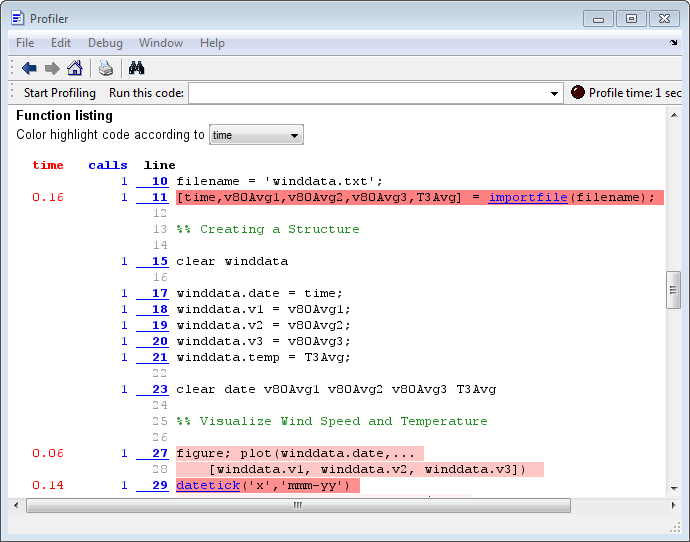 Profiler
File Edit Debug Window Help
Start Profiling Run this code: Profile time: 1 sec
Function listing
Color highlight code according to time
time calls line
1 10 filename = 'winddata.txt';
0.16 1 11 [time,v80Avg1,v80Avg2,v80Avg3,T3Avg] = importfile(filename);
12
13 %% Creating a Structure
14
1 15 clear winddata
16
1 17 winddata.date = time;
1 18 winddata.v1 = v80Avg1;
1 19 winddata.v2 = v80Avg2;
1 20 winddata.v3 = v80Avg3;
1 21 winddata.temp = T3Avg;
22
1 23 clear date v80Avg1 v80Avg2 v80Avg3 T3Avg
24
25 %% Visualize Wind Speed and Temperature
26
0.06 1 27 figure; plot(winddata.date,...
28 [winddata.v1, winddata.v2, winddata.v3])
0.14 1 29 datetick('x','mmm-yy')